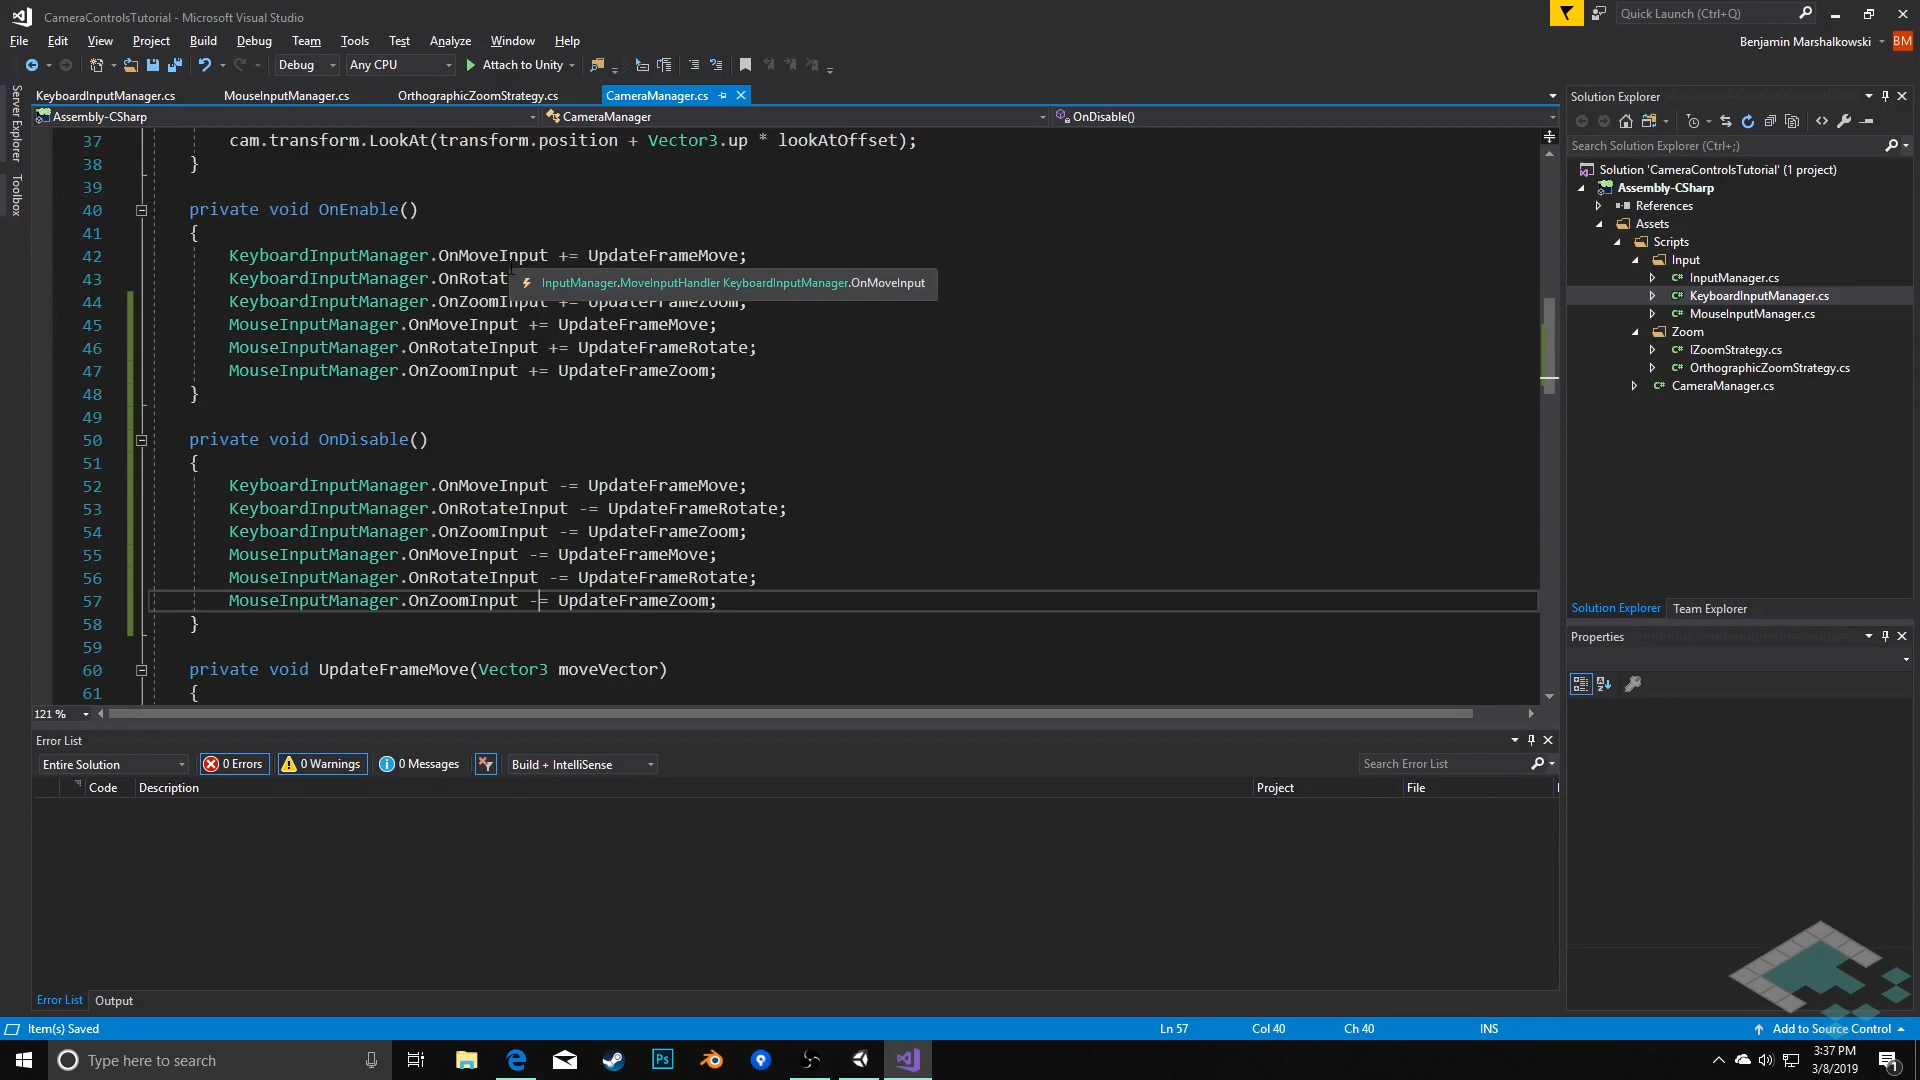 CameraControlsTutorial - Microsoft Visual Studio
Quick Launch (Ctrl+Q)
File Edit View Project Build Debug Team Tools Test Analyze Window Help
Benjamin Marshalkowski BM
Debug Any CPU Attach to Unity
KeyboardInputManager.cs MouseInputManager.cs OrthographicZoomStrategy.cs CameraManager.cs
Assembly-CSharp CameraManager OnDisable()
Server Explorer
Toolbox
37 cam.transform.LookAt(transform.position + Vector3.up * lookAtOffset);
38 }
39
40 private void OnEnable()
41 {
42 KeyboardInputManager.OnMoveInput += UpdateFrameMove;
43 KeyboardInputManager.OnRotat
InputManager.MoveInputHandler KeyboardInputManager.OnMoveInput
44 KeyboardInputManager.OnZoomInput += UpdateFrameZoom;
45 MouseInputManager.OnMoveInput += UpdateFrameMove;
46 MouseInputManager.OnRotateInput += UpdateFrameRotate;
47 MouseInputManager.OnZoomInput += UpdateFrameZoom;
48 }
49
50 private void OnDisable()
51 {
52 KeyboardInputManager.OnMoveInput -= UpdateFrameMove;
53 KeyboardInputManager.OnRotateInput -= UpdateFrameRotate;
54 KeyboardInputManager.OnZoomInput -= UpdateFrameZoom;
55 MouseInputManager.OnMoveInput -= UpdateFrameMove;
56 MouseInputManager.OnRotateInput -= UpdateFrameRotate;
57 MouseInputManager.OnZoomInput -= UpdateFrameZoom;
58 }
59
60 private void UpdateFrameMove(Vector3 moveVector)
61 {
121 %
Solution Explorer
Search Solution Explorer (Ctrl+;)
Solution 'CameraControlsTutorial' (1 project)
Assembly-CSharp
References
Assets
Scripts
Input
C# InputManager.cs
C# KeyboardInputManager.cs
C# MouseInputManager.cs
Zoom
C# IZoomStrategy.cs
C# OrthographicZoomStrategy.cs
C# CameraManager.cs
Solution Explorer Team Explorer
Properties
Error List
Entire Solution 0 Errors 0 Warnings 0 Messages Build + IntelliSense Search Error List
Code Description Project File
Error List Output
Item(s) Saved Ln 57 Col 40 Ch 40 INS Add to Source Control
Type here to search
Ps
3:37 PM
3/8/2019
1